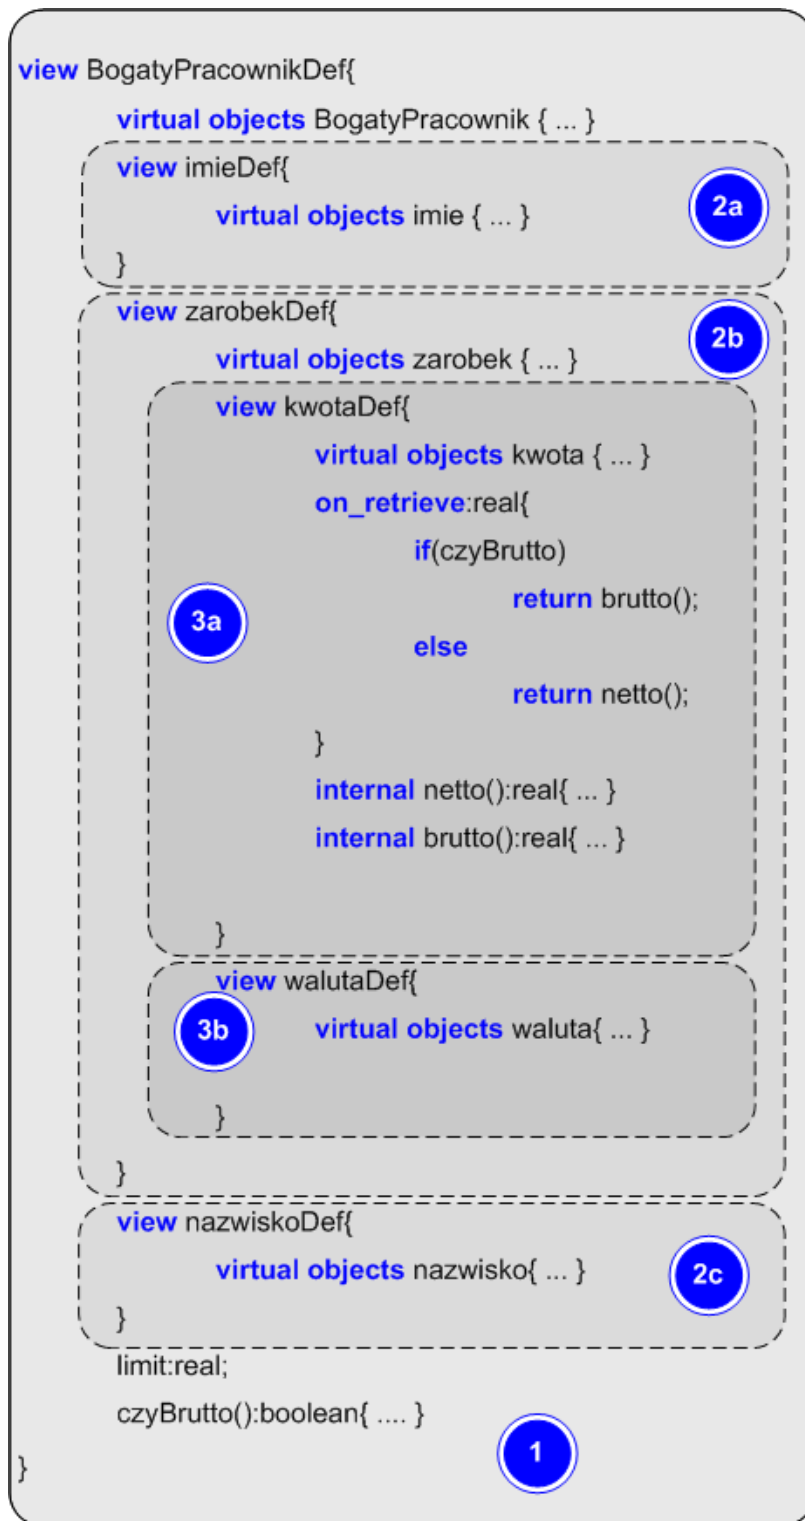 view BogatyPracownikDef{
virtual objects BogatyPracownik { ... }
view imieDef{
2a
virtual objects imie { ... }
}
view zarobekDef{
2b
virtual objects zarobek { ... }
view kwotaDef{
virtual objects kwota { ... }
on_retrieve:real{
if(czyBrutto)
return brutto();
3a
else
return netto();
}
internal netto():real{ ... }
internal brutto():real{ ... }
}
view walutaDef{
3b
virtual objects waluta{ ... }
}
}
view nazwiskoDef{
virtual objects nazwisko{ ... }
2c
}
limit:real;
czyBrutto():boolean{ .... }
1
}